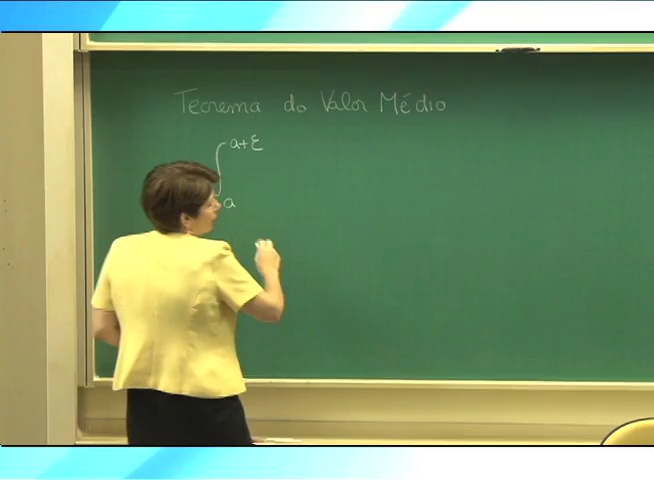 Teorema do Valor Médio
∫ a+ε
a